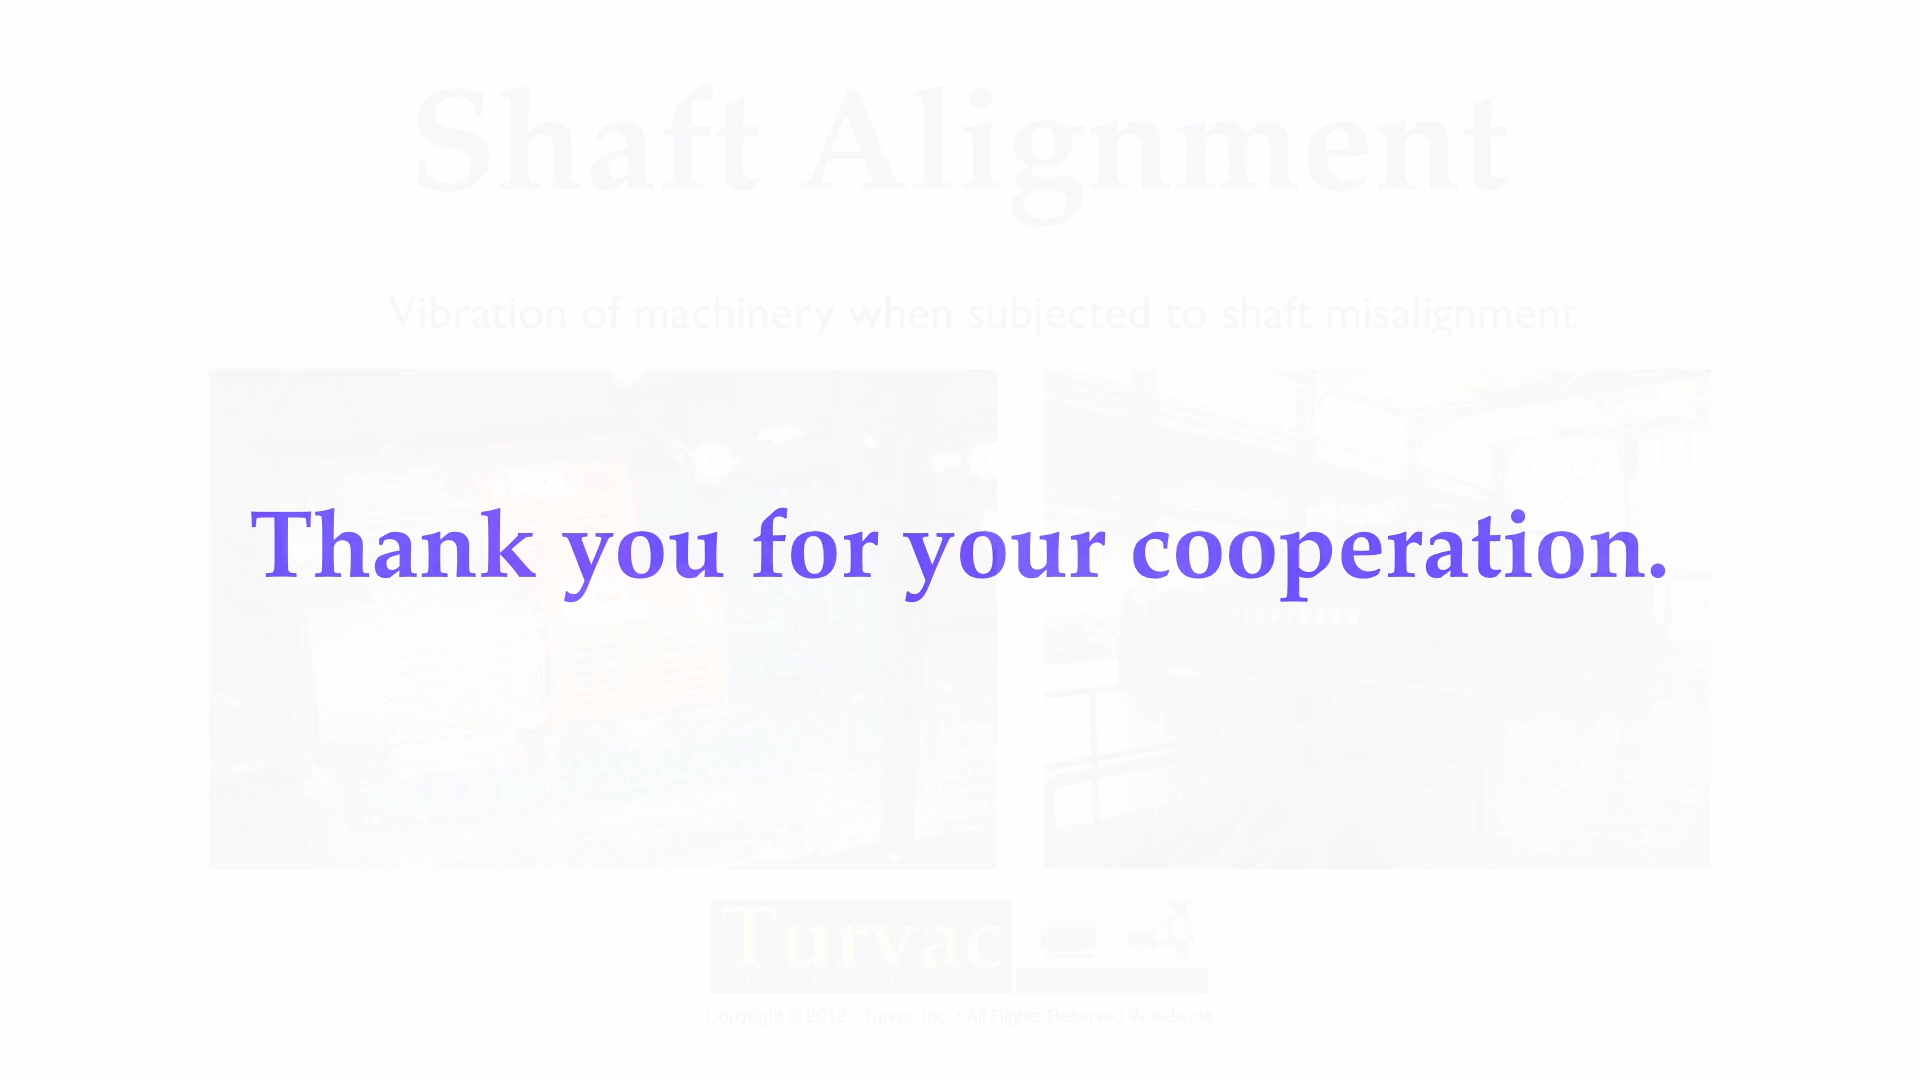 Shaft Alignment
Vibration of machinery when subjected to shaft misalignment
Thank you for your cooperation.
Turvac
Copyright © 2012 - Turvac Inc. - All Rights Reserved Worldwide